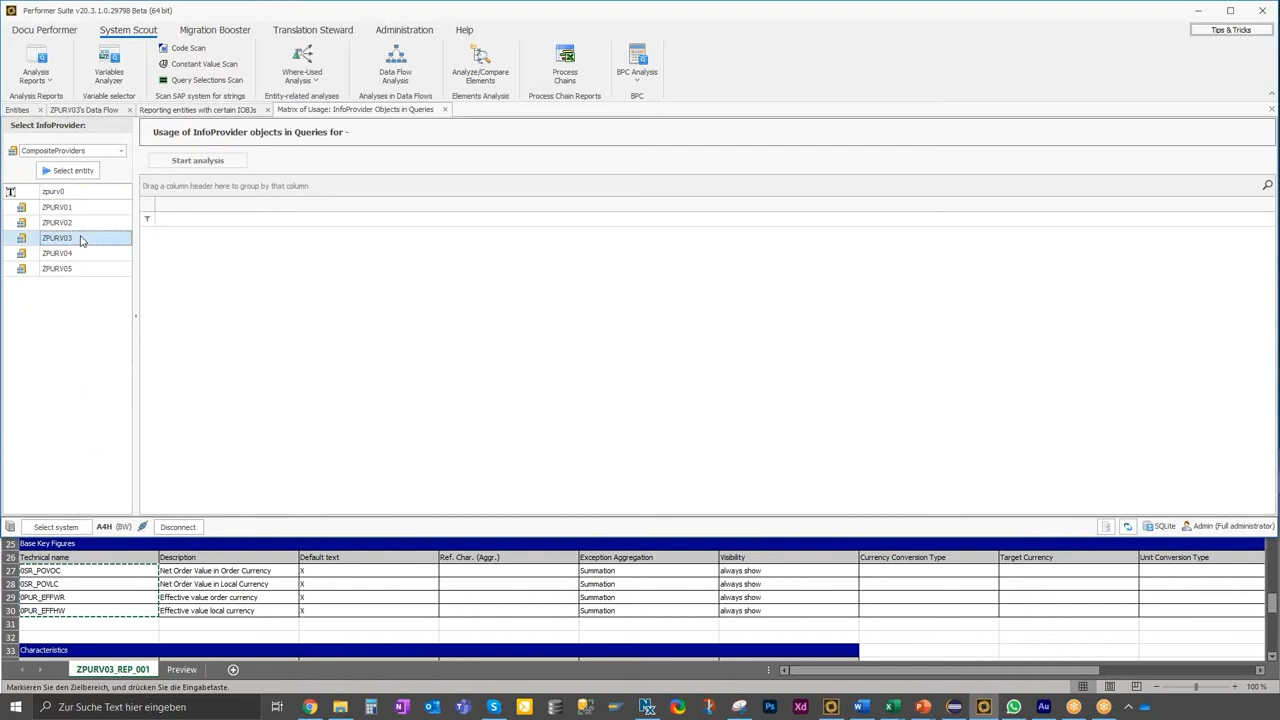 Performer Suite v20.3.1.0.29798 Beta (64 bit)
Docu Performer System Scout Migration Booster Translation Steward Administration Help Tips & Tricks
Analysis Reports
Variables Analyzer
Code Scan
Constant Value Scan
Query Selections Scan
Where-Used Analysis
Data Flow Analysis
Analyze/Compare Elements
Process Chains
BPC Analysis
Analysis Reports Variable selector Scan SAP system for strings Entity-related analyses Analyses in Data Flows Elements Analysis Process Chain Reports BPC
Entities ZPURV03's Data Flow Reporting entities with certain IOBJs Matrix of Usage: InfoProvider Objects in Queries
Select InfoProvider:
Usage of InfoProvider objects in Queries for -
CompositeProviders
Start analysis
Select entity
Drag a column header here to group by that column
zpurv0
ZPURV01
ZPURV02
ZPURV03
ZPURV04
ZPURV05
Select system A4H (BW) Disconnect SQLite Admin (Full administrator)
25 Base Key Figures
26 Technical name Description Default text Ref. Char. (Aggr.) Exception Aggregation Visibility Currency Conversion Type Target Currency Unit Conversion Type
27 0SR_POVOC Net Order Value in Order Currency X Summation always show
28 0SR_POVLC Net Order Value in Local Currency X Summation always show
29 0PUR_EFFWR Effective value order currency X Summation always show
30 0PUR_EFFHW Effective value local currency X Summation always show
31
32
33 Characteristics
ZPURV03_REP_001 Preview
Markieren Sie den Zielbereich, und drücken Sie die Eingabetaste. 100 %
Zur Suche Text hier eingeben